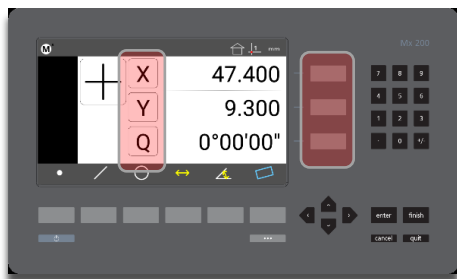 M Mx 200
1 mm
X 47.400 7 8 9
4 5 6
Y 9.300 1 2 3
Q 0°00'00" - 0 +/-
enter finish
... cancel quit